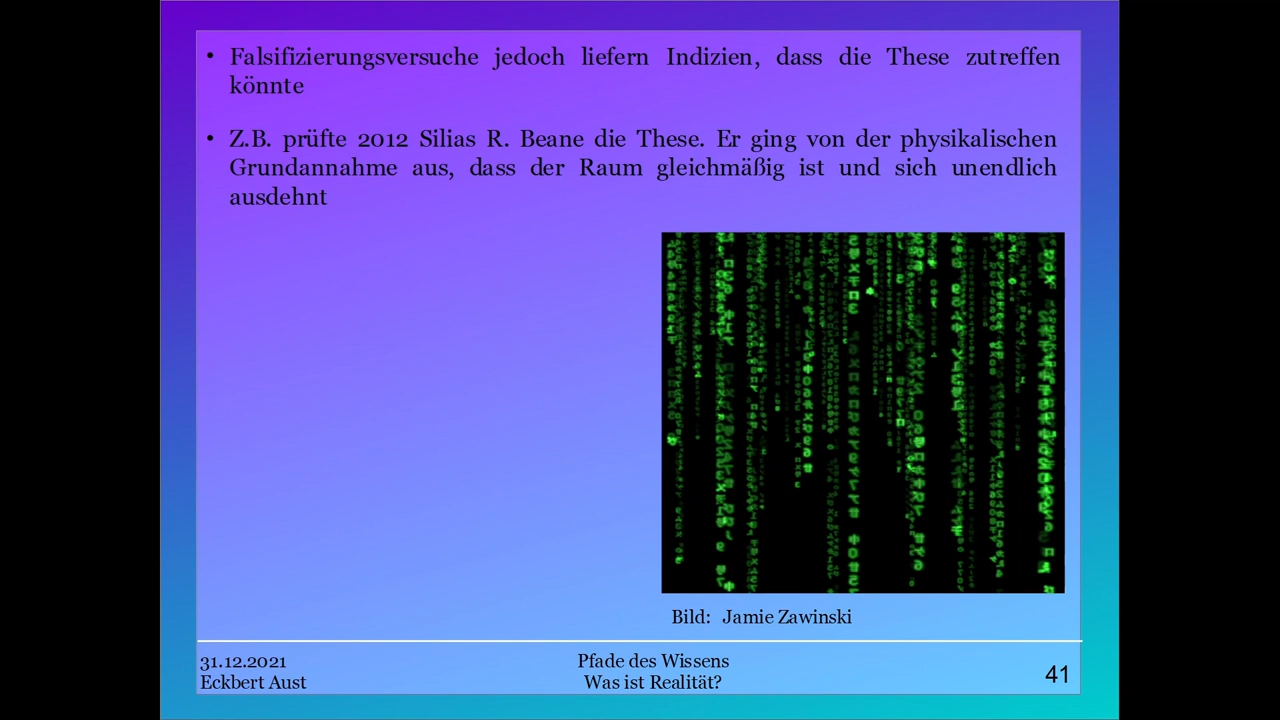 • Falsifizierungsversuche jedoch liefern Indizien, dass die These zutreffen
könnte
• Z.B. prüfte 2012 Silias R. Beane die These. Er ging von der physikalischen
Grundannahme aus, dass der Raum gleichmäßig ist und sich unendlich
ausdehnt
Bild: Jamie Zawinski
31.12.2021
Eckbert Aust
Pfade des Wissens
Was ist Realität?
41